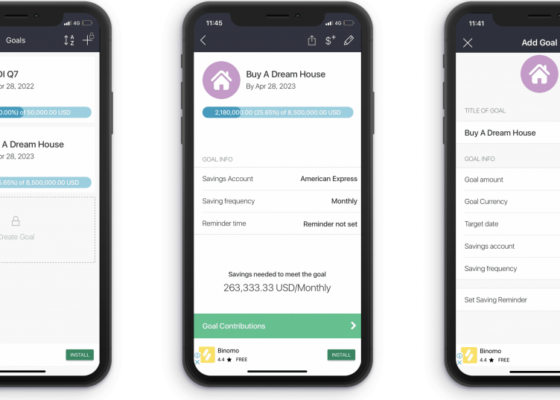 Goals
A
Z
DI Q7
pr 28, 2022
0.00%) of 50,000.00 USD
A Dream House
pr 28, 2023
5.65%) of 8,500,000.00 USD
Create Goal
INSTALL
11:45
4G
Buy A Dream House
By Apr 28, 2023
2,180,000.00 (25.65%) of 8,500,000.00 USD
GOAL INFO
Savings Account American Express
Saving frequency Monthly
Reminder time Reminder not set
Savings needed to meet the goal
263,333.33 USD/Monthly
Goal Contributions
Binomo
4.4 ★ FREE
INSTALL
11:41
Add Goal
TITLE OF GOAL
Buy A Dream House
GOAL INFO
Goal amount
Goal Currency
Target date
Savings account
Saving frequency
Set Saving Reminder
Binomo
4.4 ★ FREE